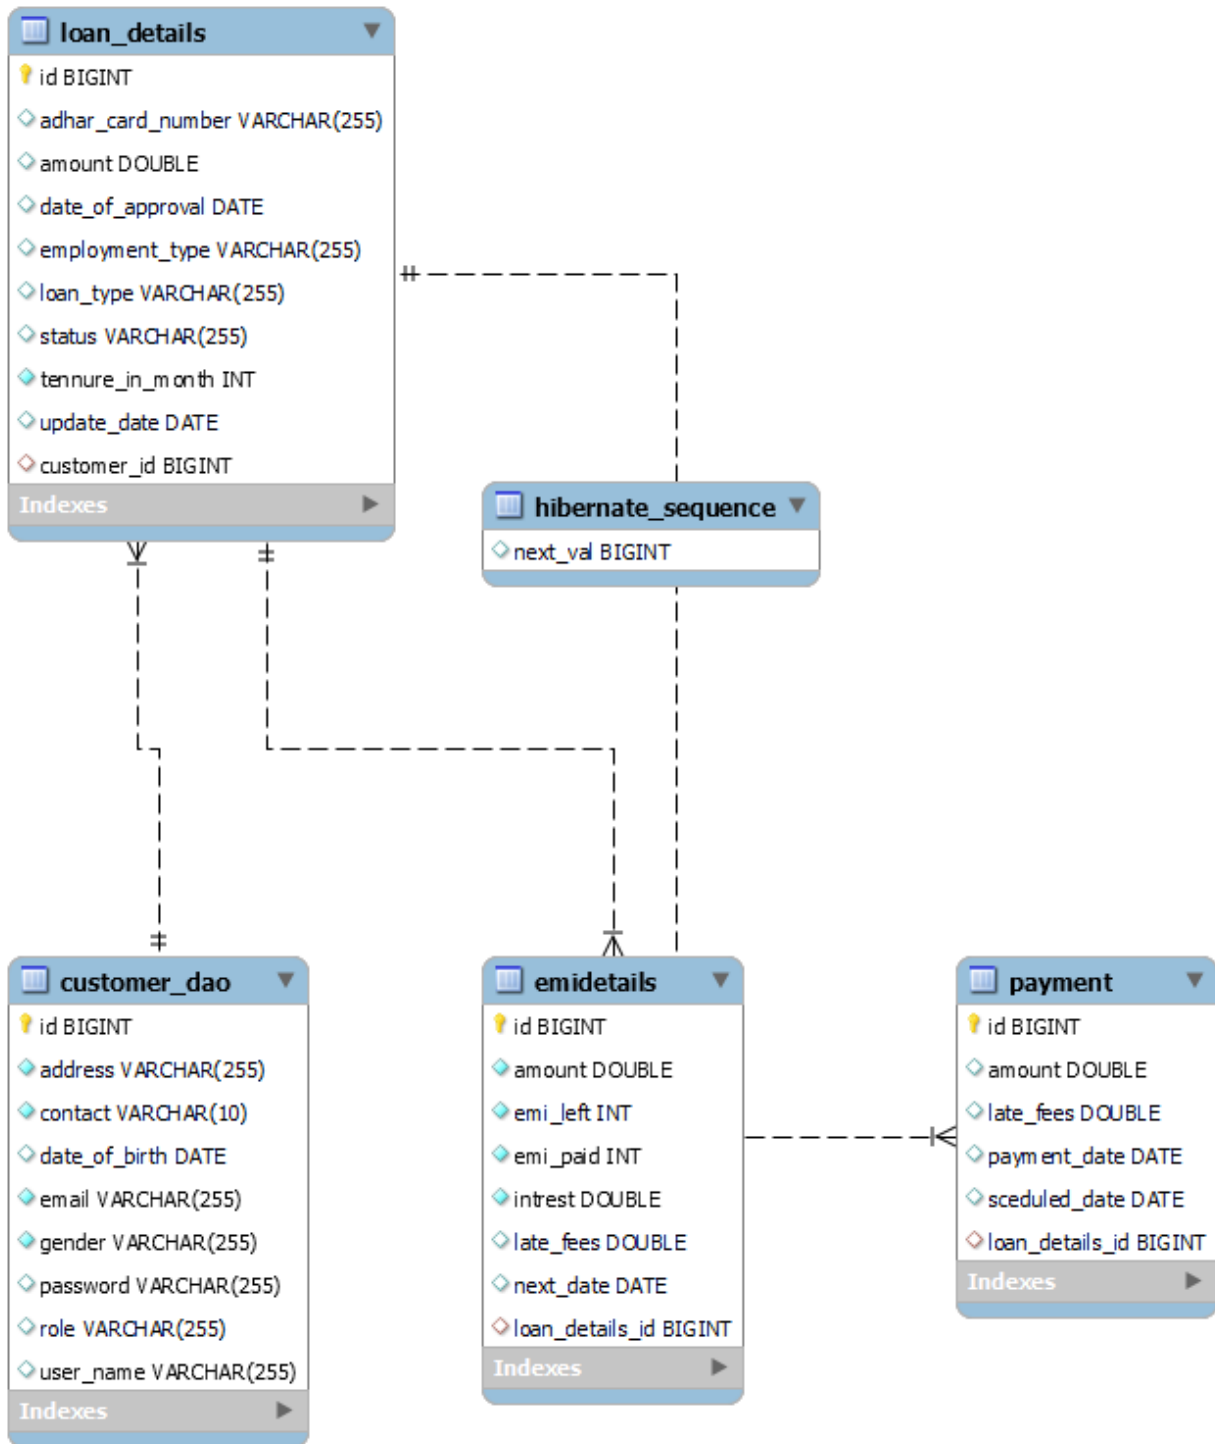 loan_details
id BIGINT
adhar_card_number VARCHAR(255)
amount DOUBLE
date_of_approval DATE
employment_type VARCHAR(255)
loan_type VARCHAR(255)
status VARCHAR(255)
tennure_in_month INT
update_date DATE
customer_id BIGINT
Indexes
hibernate_sequence
next_val BIGINT
customer_dao
id BIGINT
address VARCHAR(255)
contact VARCHAR(10)
date_of_birth DATE
email VARCHAR(255)
gender VARCHAR(255)
password VARCHAR(255)
role VARCHAR(255)
user_name VARCHAR(255)
Indexes
emidetails
id BIGINT
amount DOUBLE
emi_left INT
emi_paid INT
intrest DOUBLE
late_fees DOUBLE
next_date DATE
loan_details_id BIGINT
Indexes
payment
id BIGINT
amount DOUBLE
late_fees DOUBLE
payment_date DATE
sceduled_date DATE
loan_details_id BIGINT
Indexes